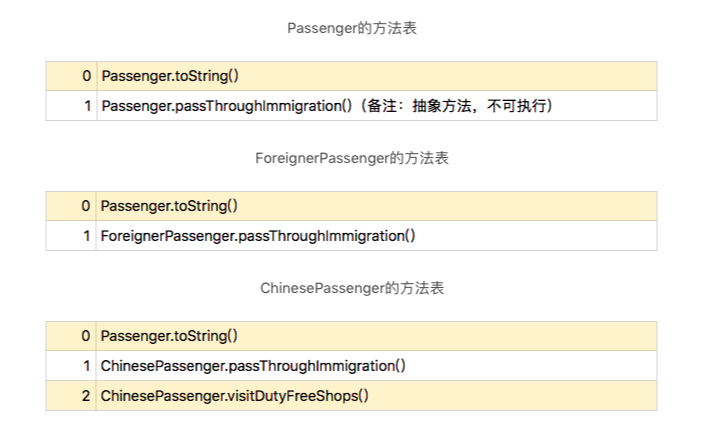 Passenger的方法表
0 Passenger.toString()
1 Passenger.passThroughImmigration()（备注：抽象方法，不可执行）
ForeignerPassenger的方法表
0 Passenger.toString()
1 ForeignerPassenger.passThroughImmigration()
ChinesePassenger的方法表
0 Passenger.toString()
1 ChinesePassenger.passThroughImmigration()
2 ChinesePassenger.visitDutyFreeShops()